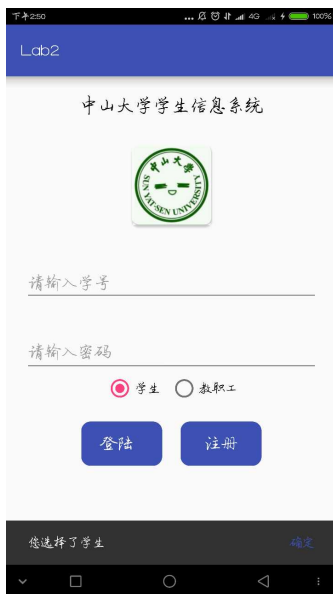 下午2:50 ... 4G 100%
Lab2
中山大学学生信息系统
中山大学
SUN YAT-SEN UNIVERSITY
请输入学号
请输入密码
学生 教职工
登陆 注册
您选择了学生 确定